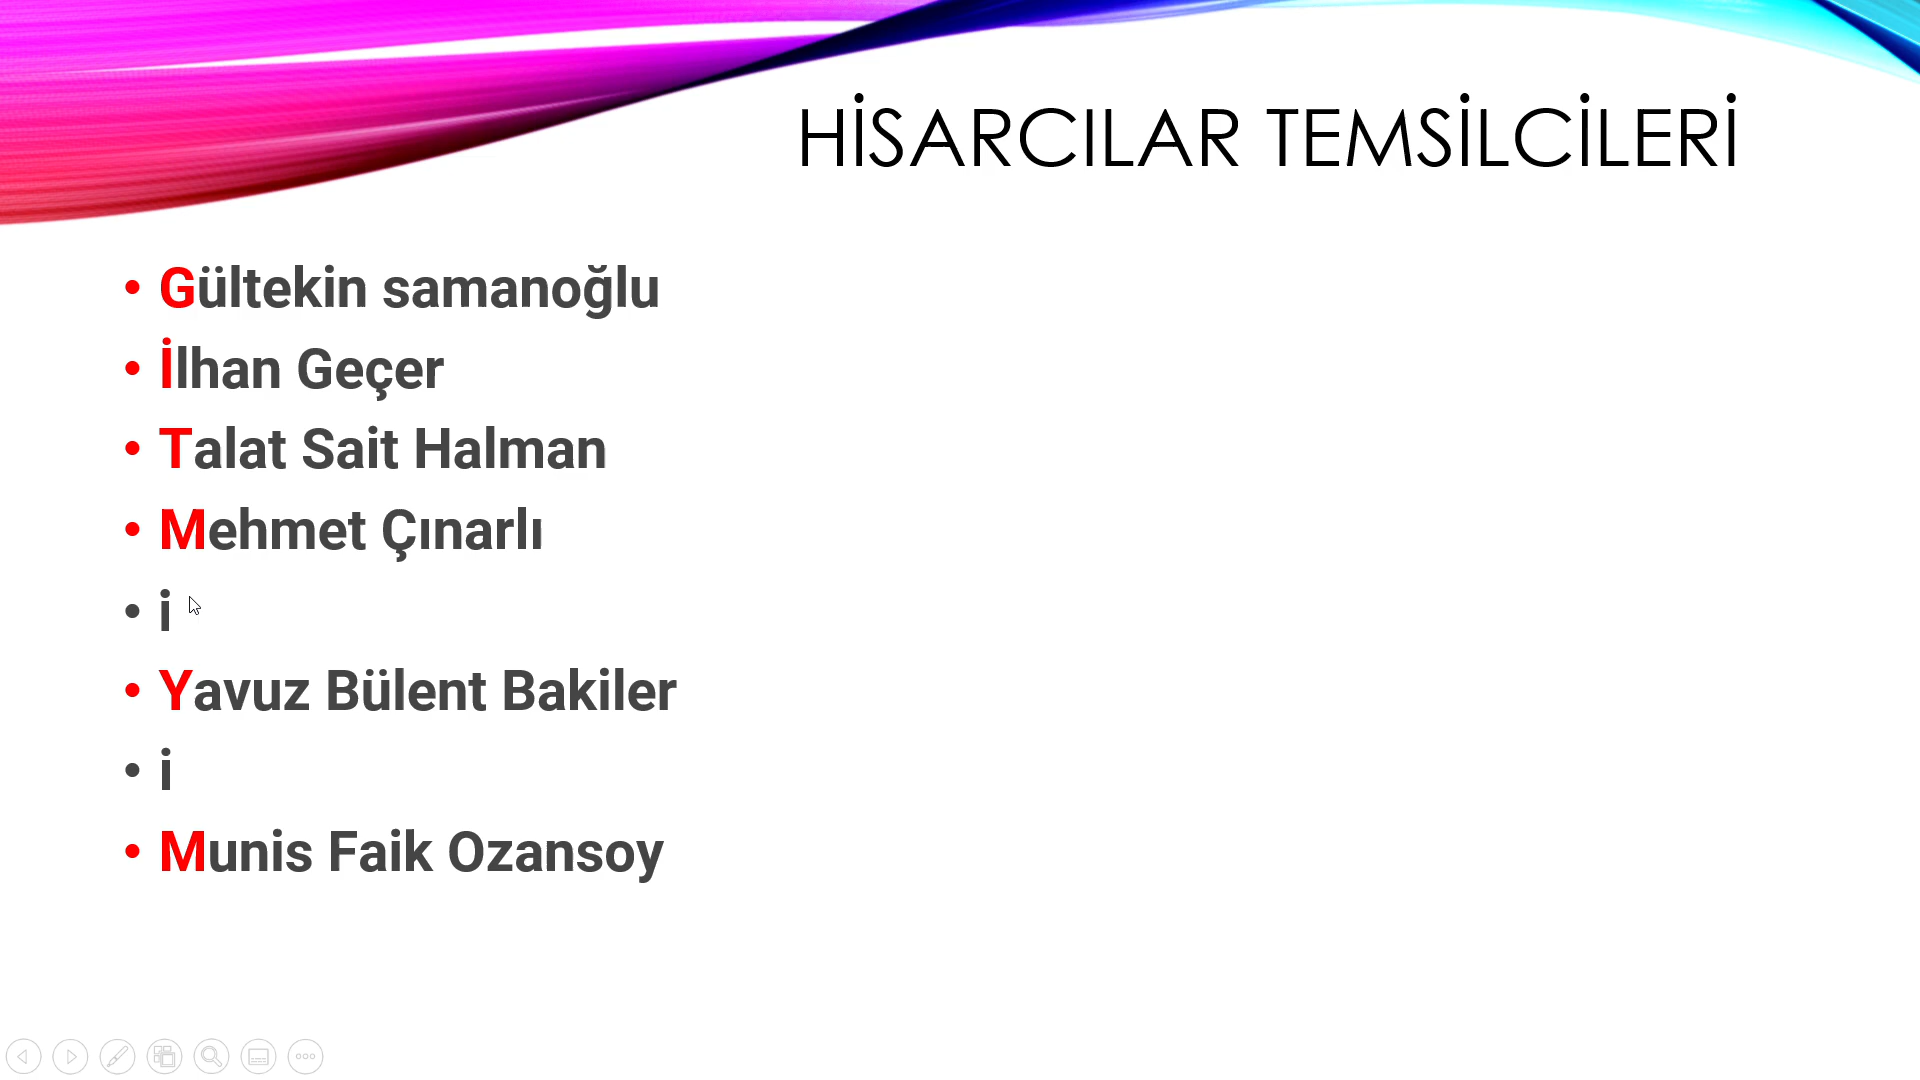 HİSARCILAR TEMSİLCİLERİ
• Gültekin samanoğlu
• İlhan Geçer
• Talat Sait Halman
• Mehmet Çınarlı
• i
• Yavuz Bülent Bakiler
• i
• Munis Faik Ozansoy